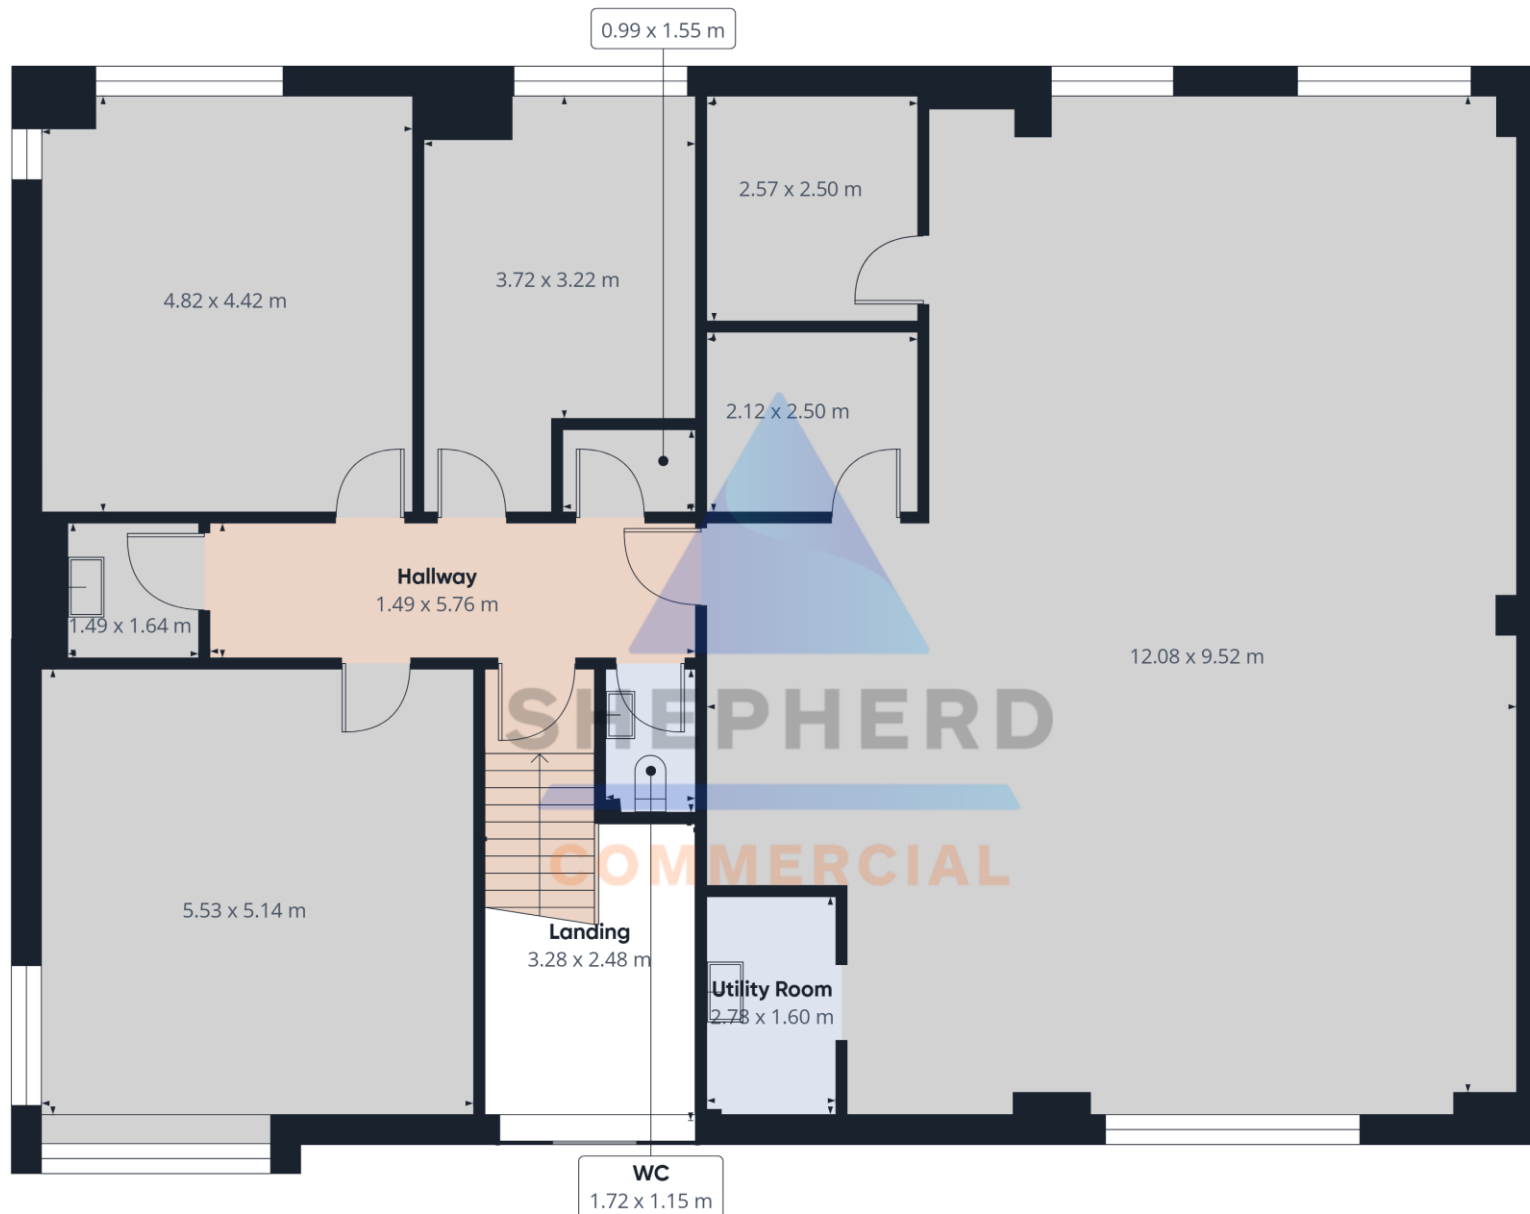 0.99 x 1.55 m
2.57 x 2.50 m
3.72 x 3.22 m
4.82 x 4.42 m
2.12 x 2.50 m
Hallway
1.49 x 5.76 m
1.49 x 1.64 m
12.08 x 9.52 m
SHEPHERD
COMMERCIAL
5.53 x 5.14 m
Landing
3.28 x 2.48 m
Utility Room
2.78 x 1.60 m
WC
1.72 x 1.15 m